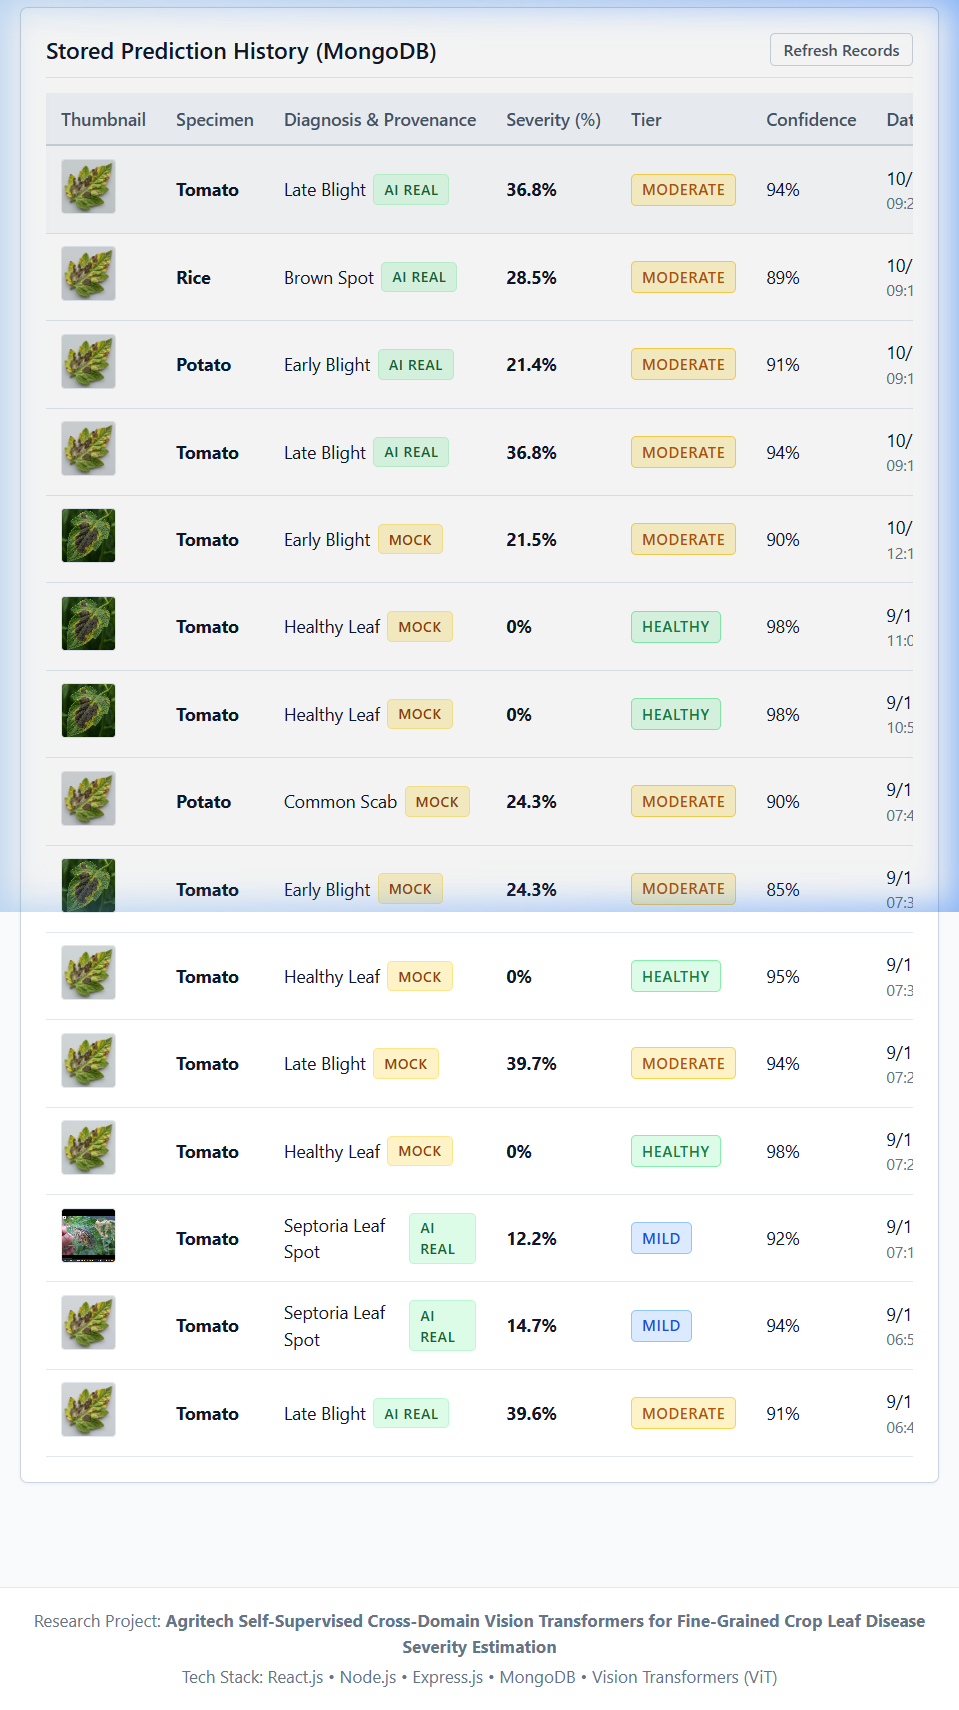 Stored Prediction History (MongoDB)
Refresh Records
Thumbnail Specimen Diagnosis & Provenance Severity (%) Tier Confidence
Tomato Late Blight AI REAL 36.8% MODERATE 94% 10/
Rice Brown Spot AI REAL 28.5% MODERATE 89% 10/
Potato Early Blight AI REAL 21.4% MODERATE 91% 10/
Tomato Late Blight AI REAL 36.8% MODERATE 94% 10/
Tomato Early Blight MOCK 21.5% MODERATE 90% 10/
Tomato Healthy Leaf MOCK 0% HEALTHY 98% 9/1
Tomato Healthy Leaf MOCK 0% HEALTHY 98% 9/1
Potato Common Scab MOCK 24.3% MODERATE 90% 9/1
Tomato Early Blight MOCK 24.3% MODERATE 85% 9/1
Tomato Healthy Leaf MOCK 0% HEALTHY 95% 9/1
Tomato Late Blight MOCK 39.7% MODERATE 94% 9/1
Tomato Healthy Leaf MOCK 0% HEALTHY 98% 9/1
Tomato Septoria Leaf Spot AI REAL 12.2% MILD 92% 9/1
Tomato Septoria Leaf Spot AI REAL 14.7% MILD 94% 9/1
Tomato Late Blight AI REAL 39.6% MODERATE 91% 9/1
Research Project: Agritech Self-Supervised Cross-Domain Vision Transformers for Fine-Grained Crop Leaf Disease
Severity Estimation
Tech Stack: React.js • Node.js • Express.js • MongoDB • Vision Transformers (ViT)